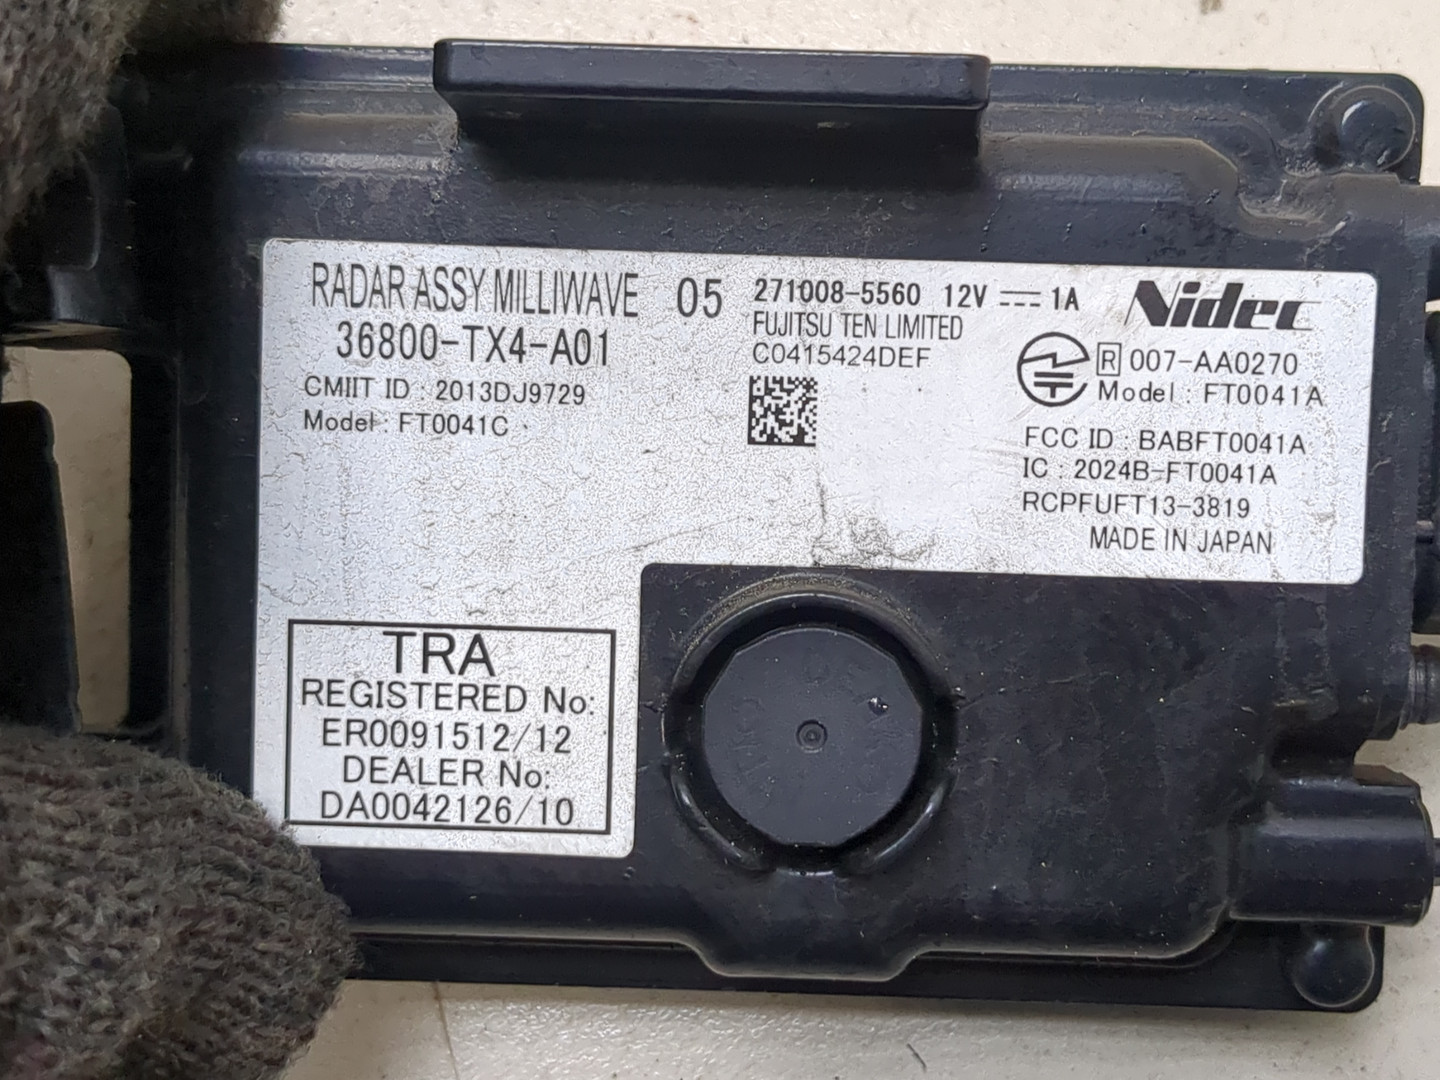 RADAR ASSY MILLIWAVE 05
36800-TX4-A01
CMIIT ID : 2013DJ9729
Model : FT0041C
271008-5560 12V 1A
FUJITSU TEN LIMITED
C0415424DEF
Nidec
R 007-AA0270
Model : FT0041A
FCC ID : BABFT0041A
IC : 2024B-FT0041A
RCPFUFT13-3819
MADE IN JAPAN
TRA
REGISTERED No:
ER0091512/12
DEALER No:
DA0042126/10